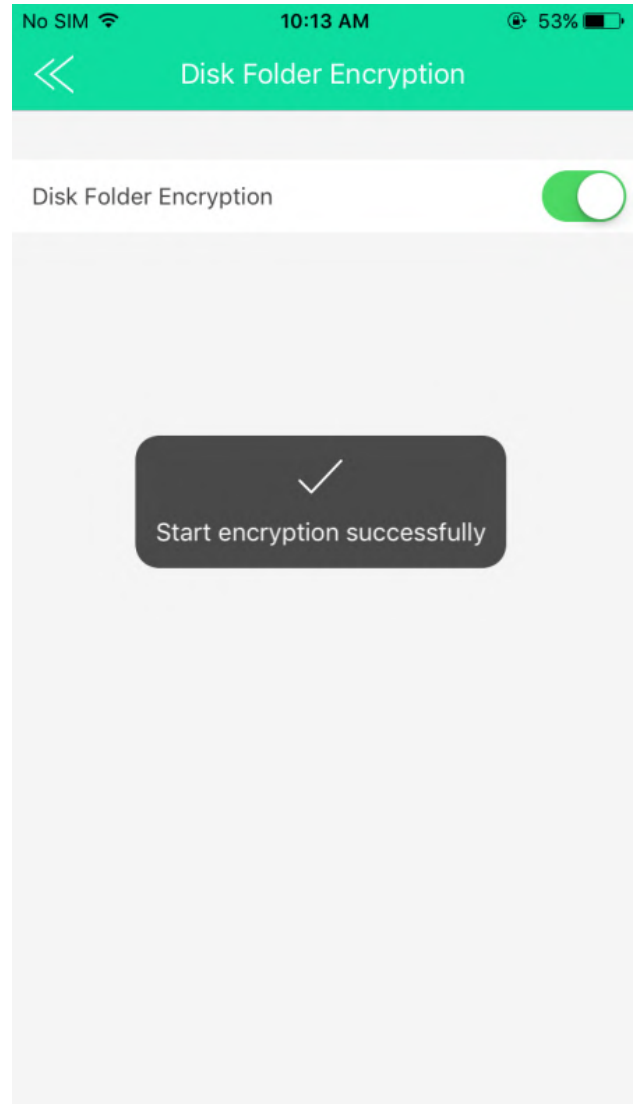 No SIM 10:13 AM 53%
Disk Folder Encryption
Disk Folder Encryption
Start encryption successfully